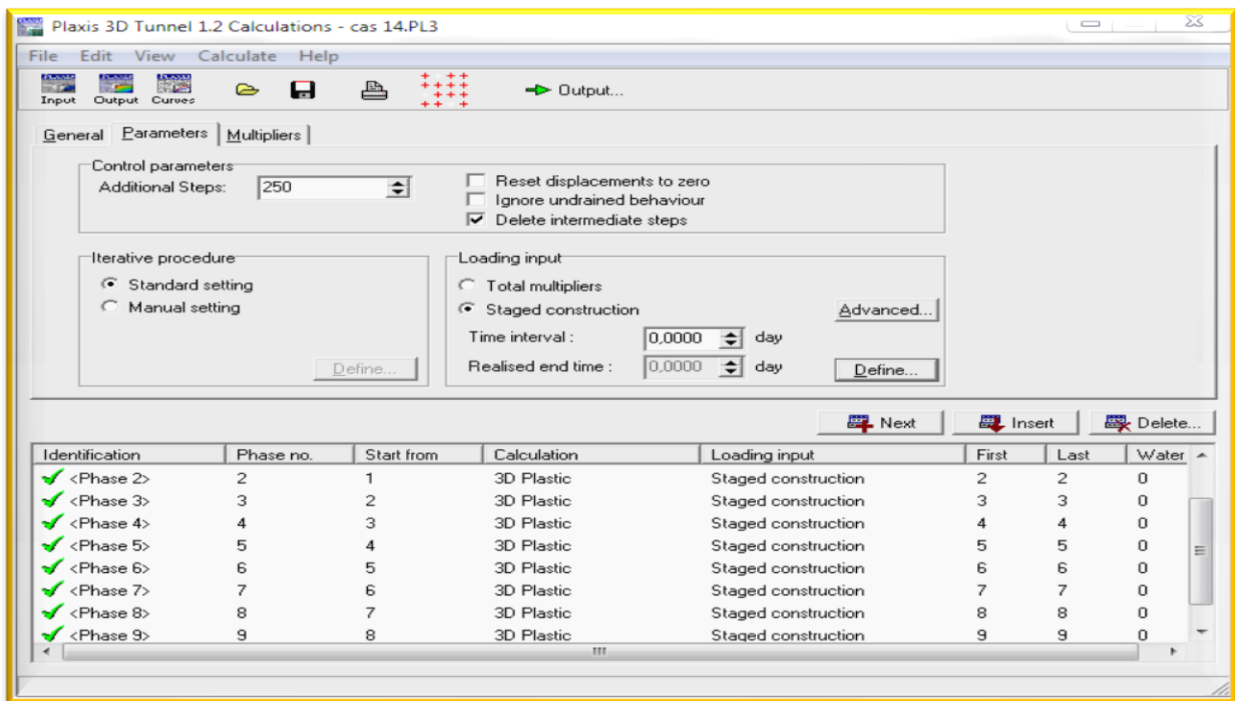 Plaxis 3D Tunnel 1.2 Calculations - cas 14.PL3
File Edit View Calculate Help
Input Output Curves Output...
General Parameters Multipliers
Control parameters
Additional Steps: 250
Reset displacements to zero
Ignore undrained behaviour
Delete intermediate steps
Iterative procedure
Standard setting
Manual setting
Define...
Loading input
Total multipliers
Staged construction
Advanced...
Time interval : 0,0000 day
Realised end time : 0,0000 day
Define...
Next Insert Delete...
Identification Phase no. Start from Calculation Loading input First Last Water
<Phase 2> 2 1 3D Plastic Staged construction 2 2 0
<Phase 3> 3 2 3D Plastic Staged construction 3 3 0
<Phase 4> 4 3 3D Plastic Staged construction 4 4 0
<Phase 5> 5 4 3D Plastic Staged construction 5 5 0
<Phase 6> 6 5 3D Plastic Staged construction 6 6 0
<Phase 7> 7 6 3D Plastic Staged construction 7 7 0
<Phase 8> 8 7 3D Plastic Staged construction 8 8 0
<Phase 9> 9 8 3D Plastic Staged construction 9 9 0